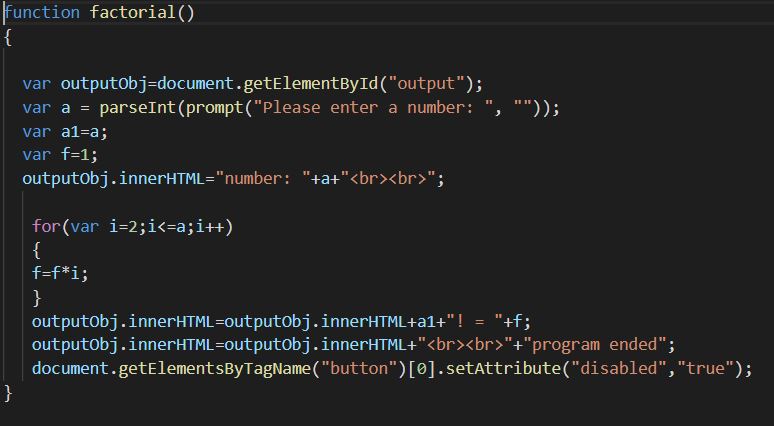 function factorial()
{
var outputObj=document.getElementById("output");
var a = parseInt(prompt("Please enter a number: ", ""));
var a1=a;
var f=1;
outputObj.innerHTML="number: "+a+"<br><br>";
for(var i=2;i<=a;i++)
{
f=f*i;
}
outputObj.innerHTML=outputObj.innerHTML+a1+"! = "+f;
outputObj.innerHTML=outputObj.innerHTML+"<br><br>"+"program ended";
document.getElementsByTagName("button")[0].setAttribute("disabled","true");
}